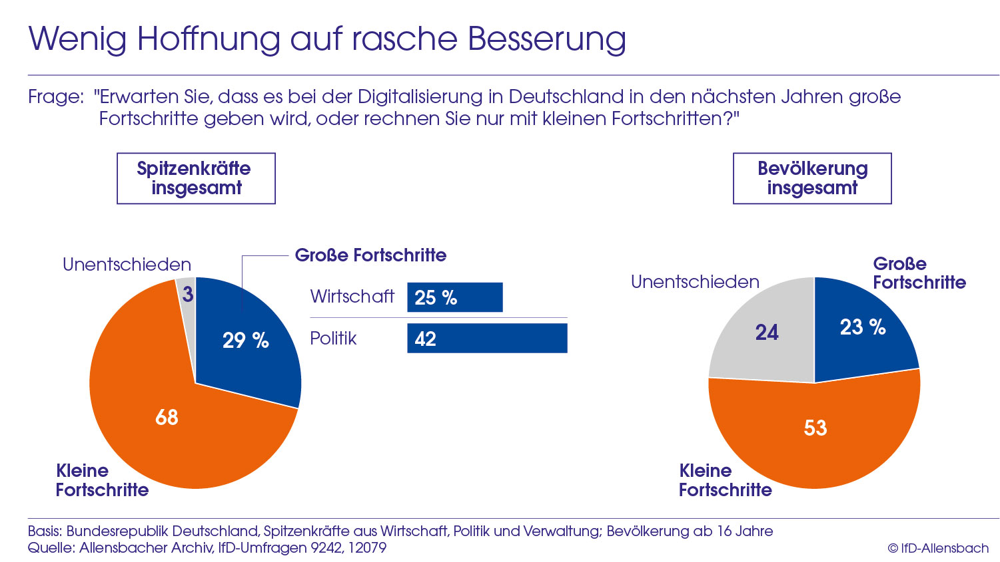 Wenig Hoffnung auf rasche Besserung
Frage: "Erwarten Sie, dass es bei der Digitalisierung in Deutschland in den nächsten Jahren große
Fortschritte geben wird, oder rechnen Sie nur mit kleinen Fortschritten?"
Spitzenkräfte
insgesamt
Unentschieden
3
Große Fortschritte
29 %
68
Kleine
Fortschritte
Wirtschaft 25 %
Politik 42
Bevölkerung
insgesamt
Unentschieden
24
Große
Fortschritte
23 %
53
Kleine
Fortschritte
Basis: Bundesrepublik Deutschland, Spitzenkräfte aus Wirtschaft, Politik und Verwaltung; Bevölkerung ab 16 Jahre
Quelle: Allensbacher Archiv, IfD-Umfragen 9242, 12079
© IfD-Allensbach